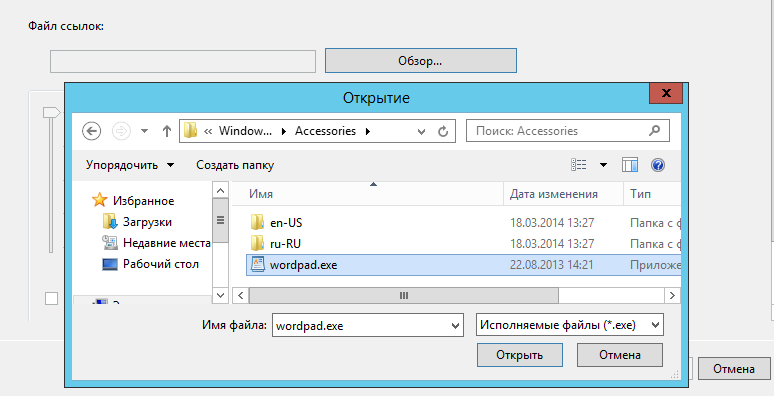 Файл ссылок:
Обзор...
Открытие
« Window... Accessories
Поиск: Accessories
Упорядочить Создать папку
Избранное
Загрузки
Недавние места
Рабочий стол
Имя Дата изменения Тип
en-US 18.03.2014 13:27 Папка с ф
ru-RU 18.03.2014 13:27 Папка с ф
wordpad.exe 22.08.2013 14:21 Приложе
Имя файла: wordpad.exe Исполняемые файлы (*.exe)
Открыть Отмена
Отмена